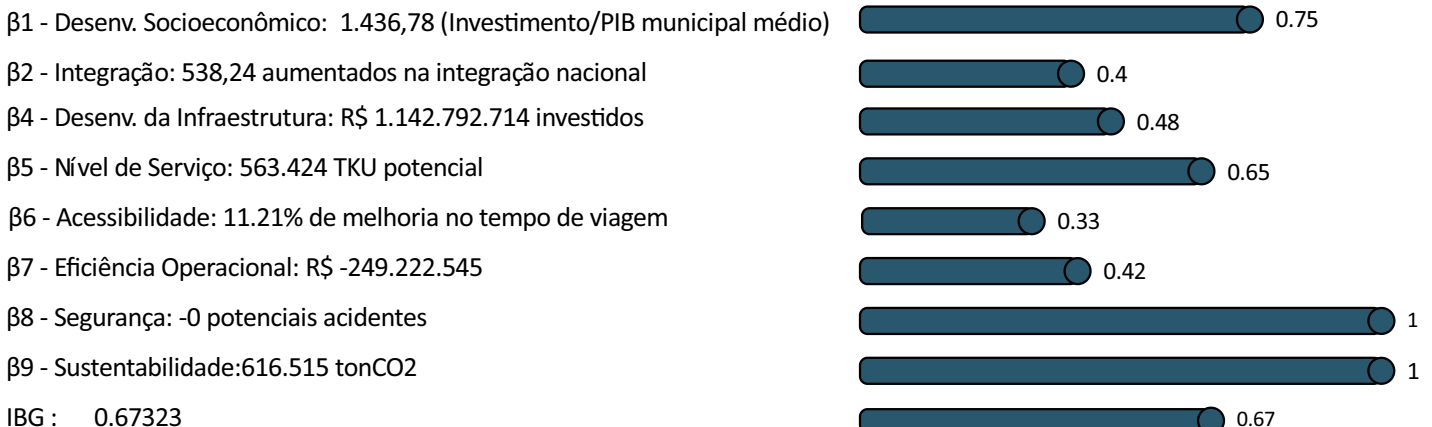 β1 - Desenv. Socioeconômico:  1.436,78 (Investimento/PIB municipal médio) 0.75
β2 - Integração: 538,24 aumentados na integração nacional 0.4
β4 - Desenv. da Infraestrutura: R$ 1.142.792.714 investidos 0.48
β5 - Nível de Serviço: 563.424 TKU potencial 0.65
β6 - Acessibilidade: 11.21% de melhoria no tempo de viagem 0.33
β7 - Eficiência Operacional: R$ -249.222.545 0.42
β8 - Segurança: -0 potenciais acidentes 1
β9 - Sustentabilidade:616.515 tonCO2 1
IBG :    0.67323 0.67